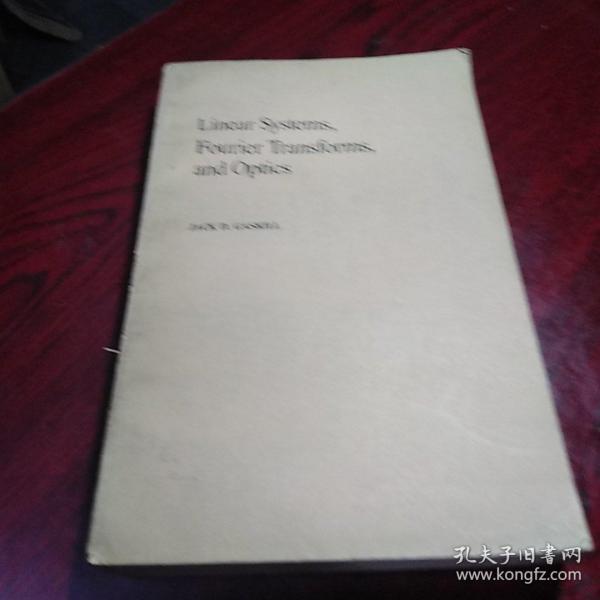 Linear Systems,
Fourier Transforms,
and Optics
JACK D. GASKILL
孔夫子旧书网
www.kongfz.com